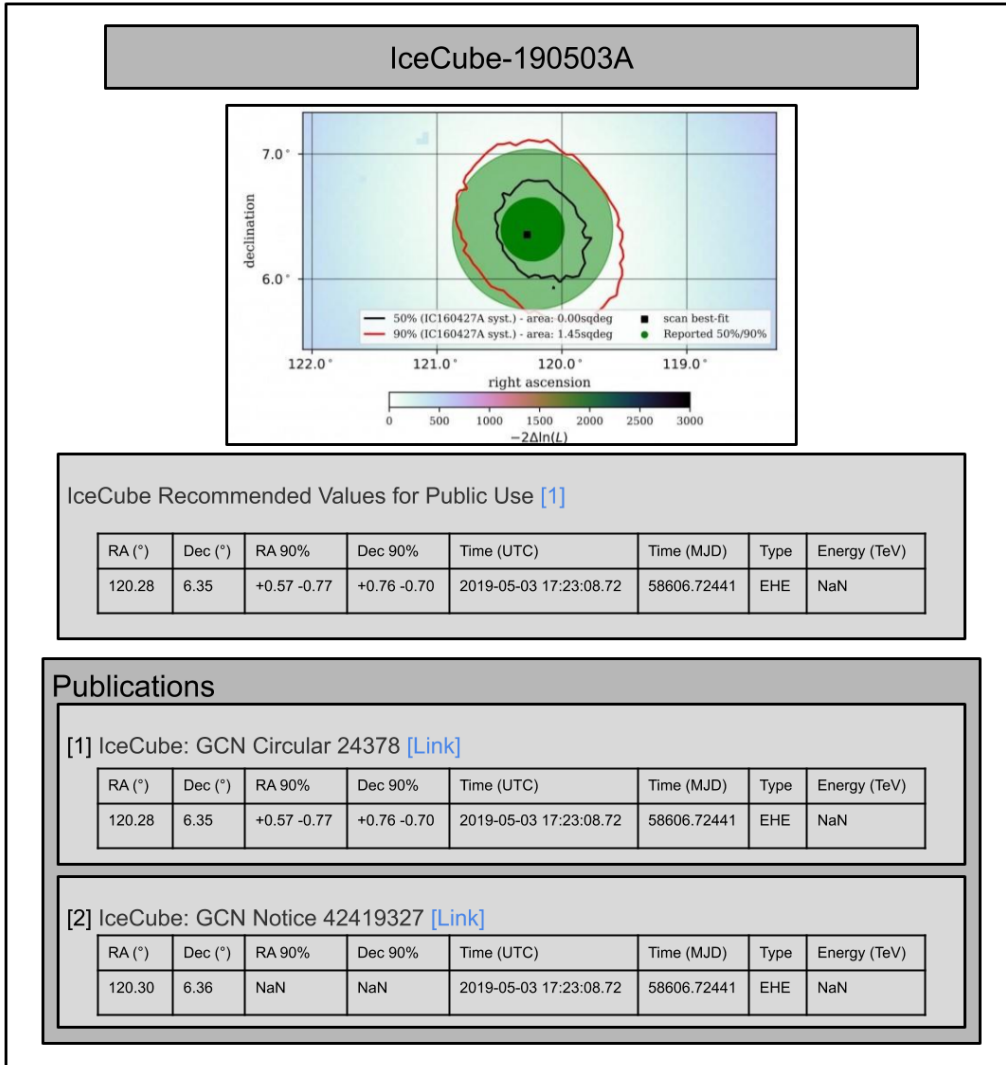 IceCube-190503A
7.0°
declination
6.0°
50% (IC160427A syst.) - area: 0.00sqdeg
90% (IC160427A syst.) - area: 1.45sqdeg
scan best-fit
Reported 50%/90%
122.0° 121.0° 120.0° 119.0°
right ascension
0 500 1000 1500 2000 2500 3000
−2Δln(L)
IceCube Recommended Values for Public Use [1]
RA (°) Dec (°) RA 90% Dec 90% Time (UTC) Time (MJD) Type Energy (TeV)
120.28 6.35 +0.57 -0.77 +0.76 -0.70 2019-05-03 17:23:08.72 58606.72441 EHE NaN
Publications
[1] IceCube: GCN Circular 24378 [Link]
RA (°) Dec (°) RA 90% Dec 90% Time (UTC) Time (MJD) Type Energy (TeV)
120.28 6.35 +0.57 -0.77 +0.76 -0.70 2019-05-03 17:23:08.72 58606.72441 EHE NaN
[2] IceCube: GCN Notice 42419327 [Link]
RA (°) Dec (°) RA 90% Dec 90% Time (UTC) Time (MJD) Type Energy (TeV)
120.30 6.36 NaN NaN 2019-05-03 17:23:08.72 58606.72441 EHE NaN